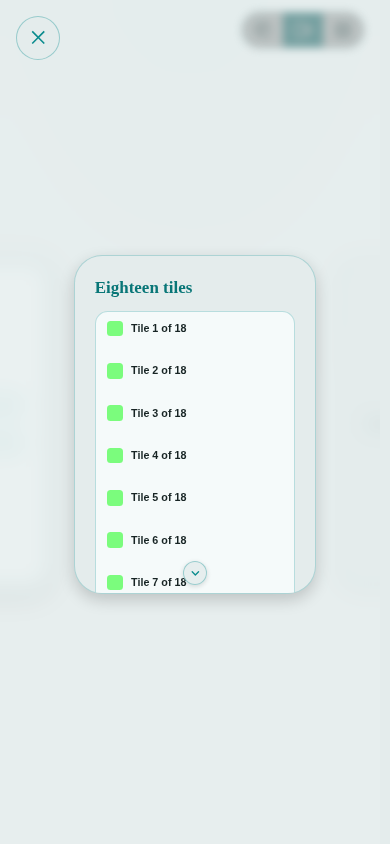 Eighteen tiles
Tile 1 of 18
Tile 2 of 18
Tile 3 of 18
Tile 4 of 18
Tile 5 of 18
Tile 6 of 18
Tile 7 of 18